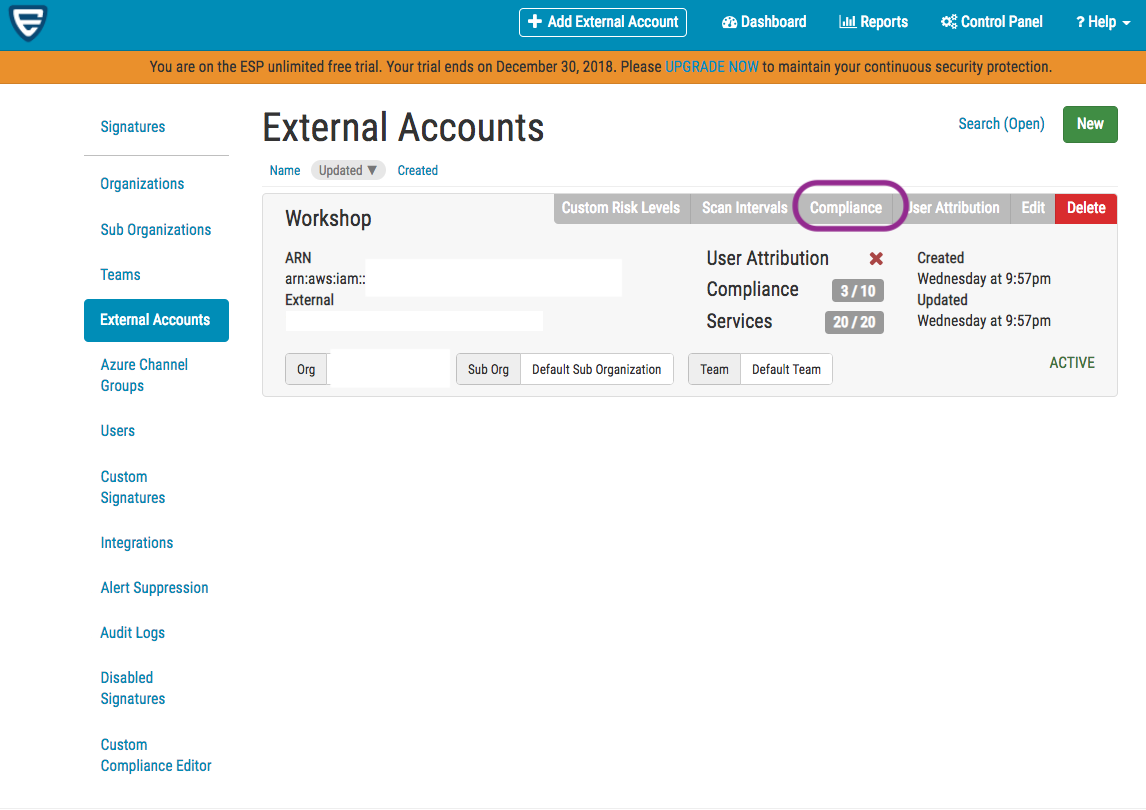 Add External Account
Dashboard
Reports
Control Panel
? Help
You are on the ESP unlimited free trial. Your trial ends on December 30, 2018. Please UPGRADE NOW to maintain your continuous security protection.
Signatures
Organizations
Sub Organizations
Teams
External Accounts
Azure Channel
Groups
Users
Custom
Signatures
Integrations
Alert Suppression
Audit Logs
Disabled
Signatures
Custom
Compliance Editor
External Accounts
Search (Open)
New
Name
Updated ▼
Created
Custom Risk Levels
Scan Intervals
Compliance
User Attribution
Edit
Delete
Workshop
ARN
arn:aws:iam::
External
User Attribution
Compliance 3 / 10
Services 20 / 20
Created
Wednesday at 9:57pm
Updated
Wednesday at 9:57pm
Org
Sub Org
Default Sub Organization
Team
Default Team
ACTIVE